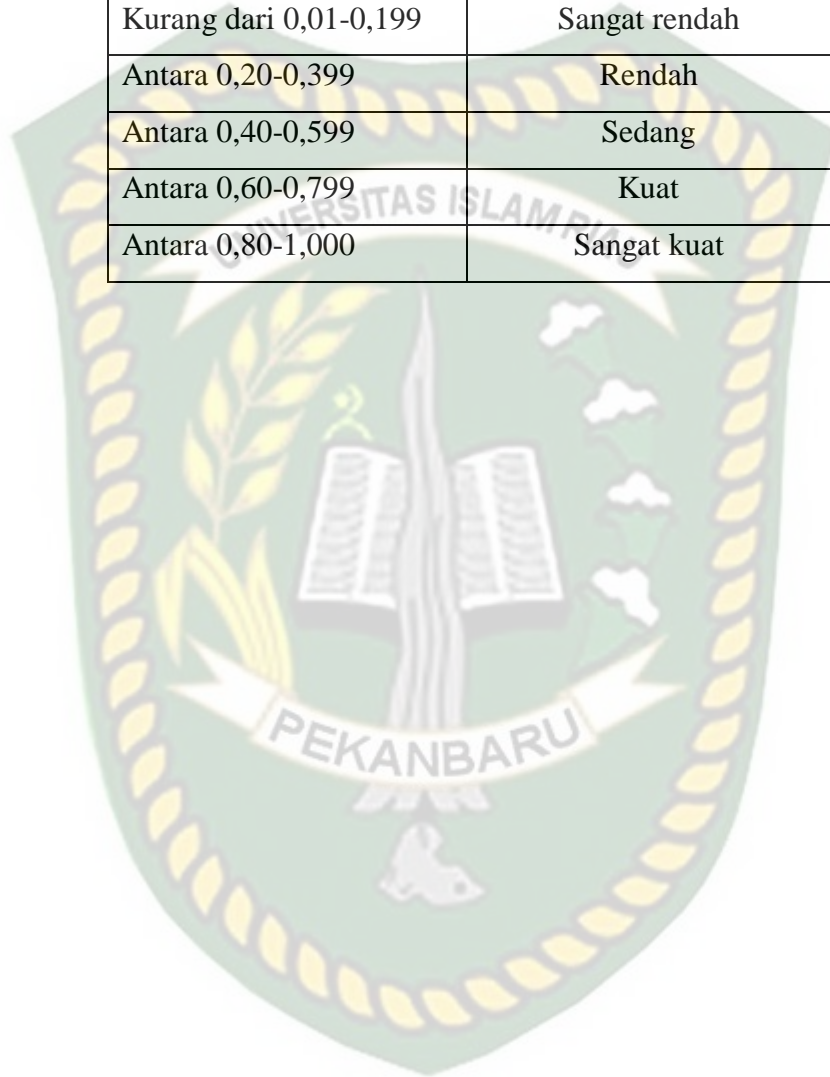 Kurang dari 0,01-0,199 Sangat rendah
Antara 0,20-0,399 Rendah
Antara 0,40-0,599 Sedang
Antara 0,60-0,799 Kuat
Antara 0,80-1,000 Sangat kuat
UNIVERSITAS ISLAM RIAU
PEKANBARU